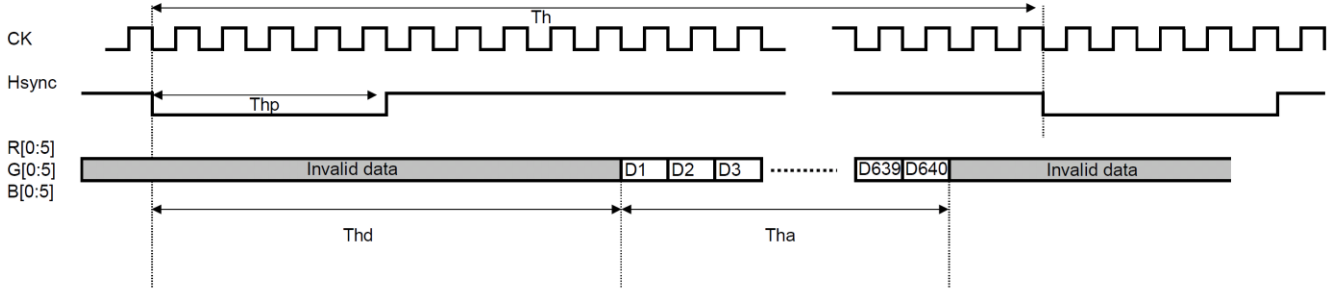 Th
CK
Hsync
Thp
R[0:5]
G[0:5]
B[0:5]
Invalid data
D1
D2
D3
D639
D640
Invalid data
Thd
Tha